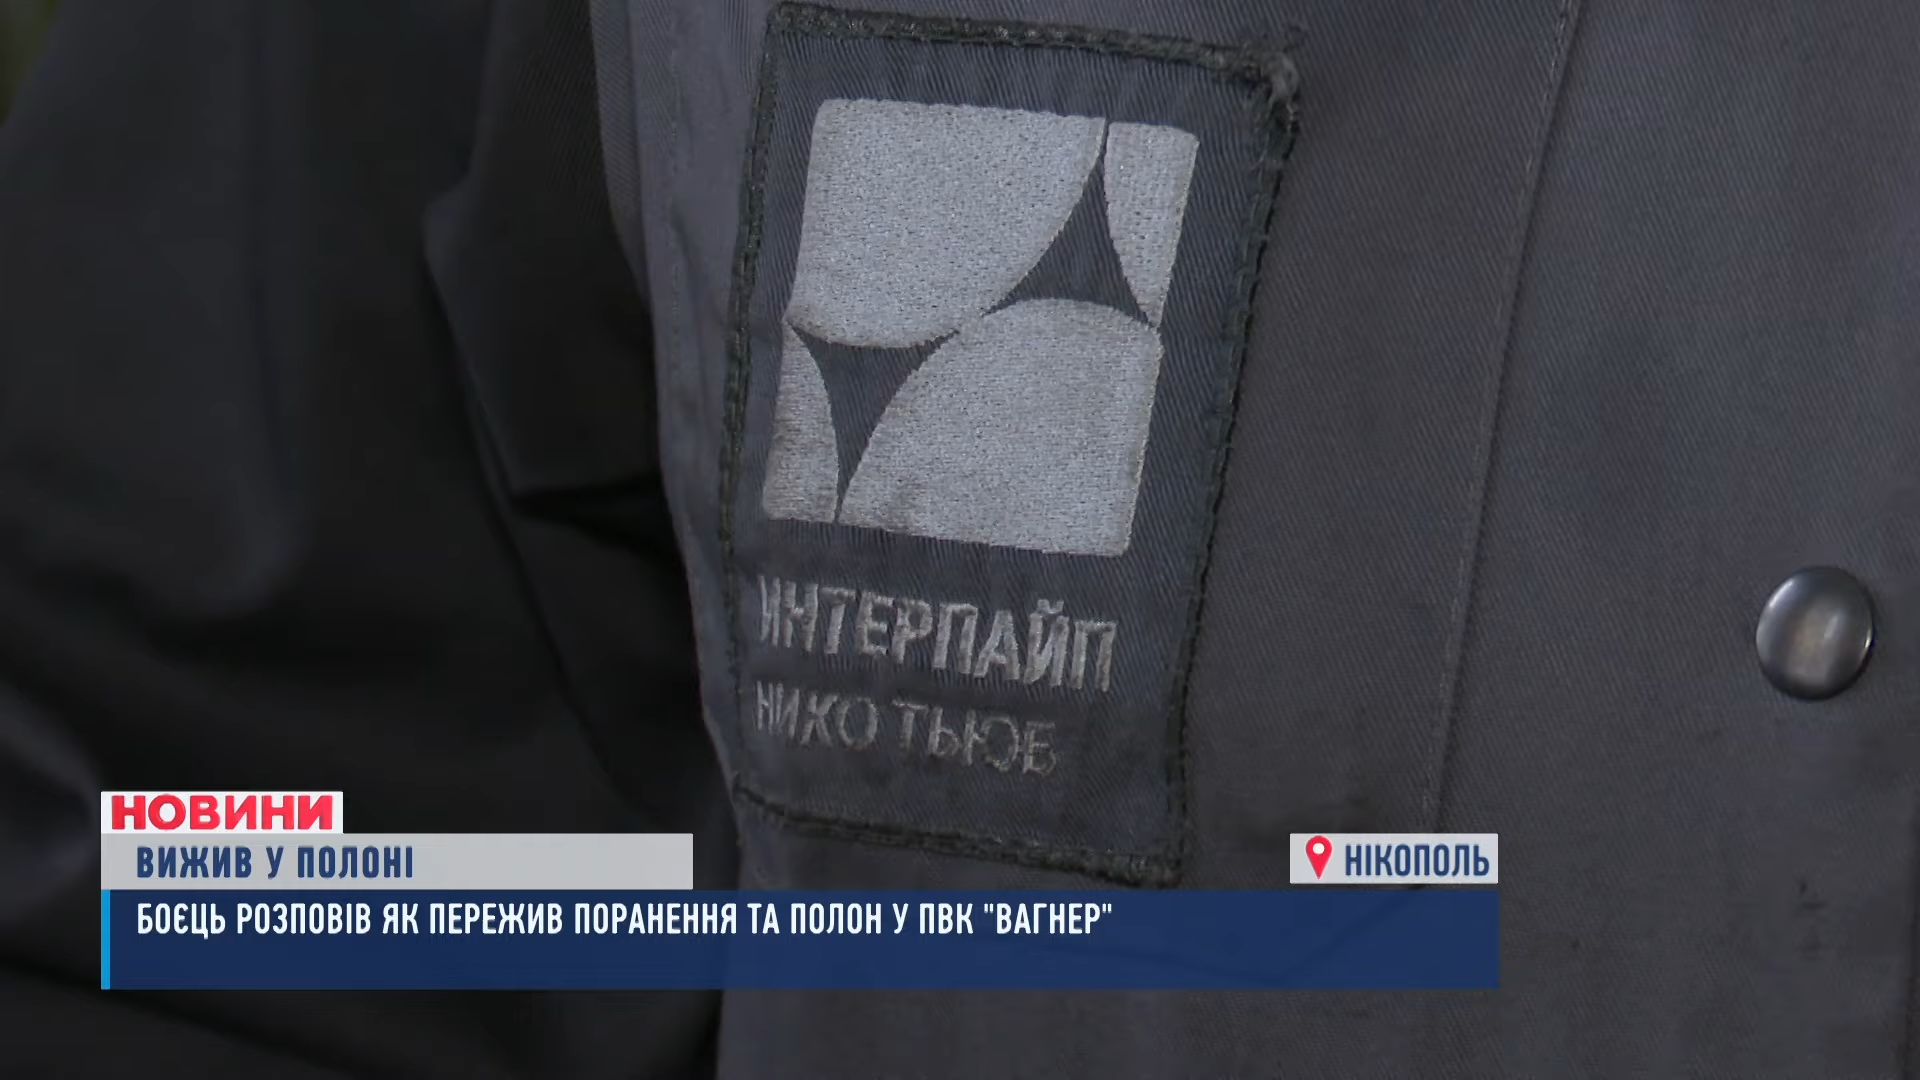 ИНТЕРПАЙП
НИКО ТЬЮБ
НОВИНИ
ВИЖИВ У ПОЛОНІ
НІКОПОЛЬ
БОЄЦЬ РОЗПОВІВ ЯК ПЕРЕЖИВ ПОРАНЕННЯ ТА ПОЛОН У ПВК "ВАГНЕР"